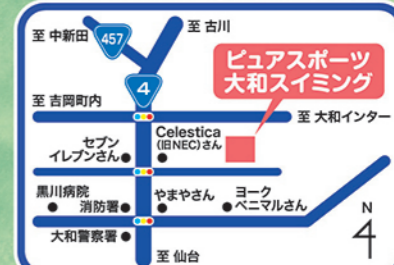 至 中新田
457
至 古川
ピュアスポーツ
大和スイミング
4
至 吉岡町内
至 大和インター
セブン
イレブンさん
Celestica
(旧NEC)さん
黒川病院
消防署
やまやさん
ヨーク
ベニマルさん
大和警察署
至 仙台
N